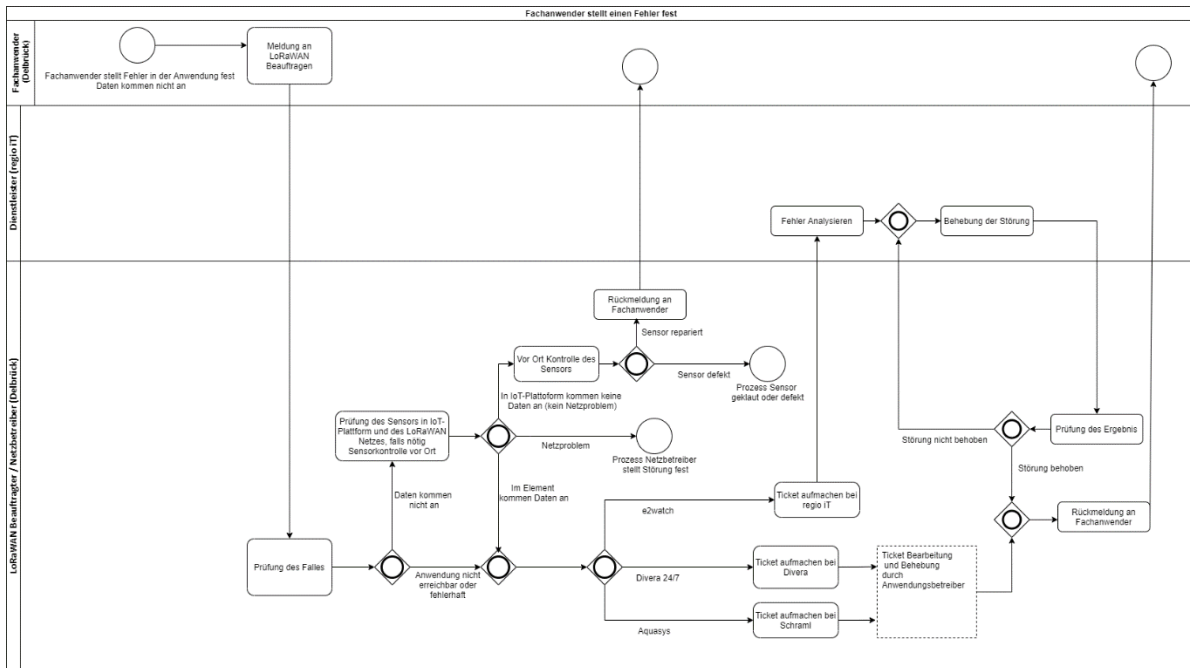 Fachanwender stellt einen Fehler fest
Fachanwender
(Delbrück)
Fachanwender stellt Fehler in der Anwendung fest
Daten kommen nicht an
Meldung an
LoRaWAN
Beauftragen
Dienstleister (regio iT)
Fehler Analysieren
Behebung der Störung
LoRaWAN Beauftragter / Netzbetreiber (Delbrück)
Rückmeldung an
Fachanwender
Sensor repariert
Vor Ort Kontrolle des
Sensors
Sensor defekt
Prozess Sensor
geklaut oder defekt
In IoT-Plattoform kommen keine
Daten an (kein Netzproblem)
Prüfung des Sensors in IoT-
Plattform und des LoRaWAN
Netzes, falls nötig
Sensorkontrolle vor Ort
Netzproblem
Prozess Netzbetreiber
stellt Störung fest
Prüfung des Ergebnis
Störung nicht behoben
Störung behoben
Daten kommen
nicht an
Im Element
kommen Daten an
e2watch
Ticket aufmachen bei
regio iT
Rückmeldung an
Fachanwender
Prüfung des Falles
Anwendung nicht
erreichbar oder
fehlerhaft
Divera 24/7
Ticket aufmachen bei
Divera
Ticket Bearbeitung
und Behebung
durch
Anwendungsbetreiber
Aquasys
Ticket aufmachen bei
Schraml